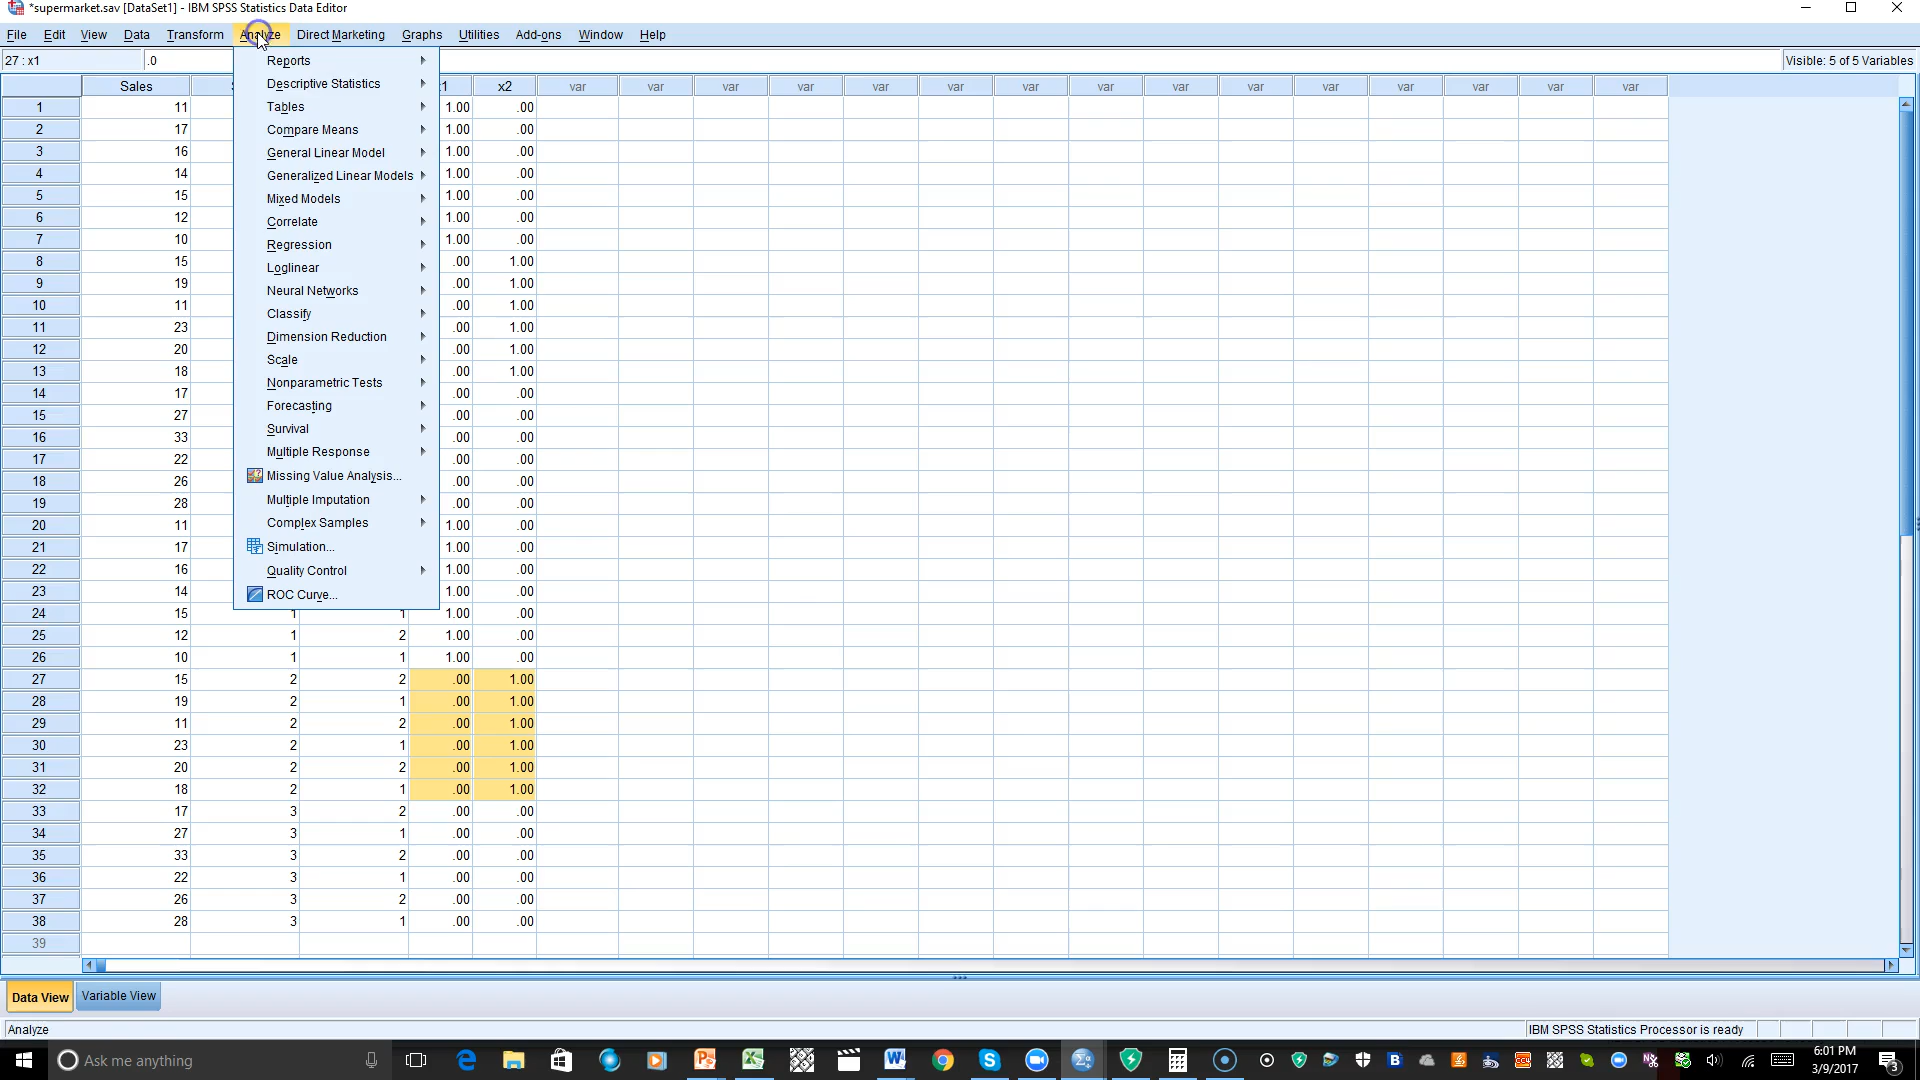 *supermarket.sav [DataSet1] - IBM SPSS Statistics Data Editor
File Edit View Data Transform Analyze Direct Marketing Graphs Utilities Add-ons Window Help
27 : x1 .0 Visible: 5 of 5 Variables
Sales x2 var var var var var var var var var var var var var var var
Reports
Descriptive Statistics
Tables
Compare Means
General Linear Model
Generalized Linear Models
Mixed Models
Correlate
Regression
Loglinear
Neural Networks
Classify
Dimension Reduction
Scale
Nonparametric Tests
Forecasting
Survival
Multiple Response
Missing Value Analysis...
Multiple Imputation
Complex Samples
Simulation...
Quality Control
ROC Curve...
1 11 1.00 .00
2 17 1.00 .00
3 16 1.00 .00
4 14 1.00 .00
5 15 1.00 .00
6 12 1.00 .00
7 10 1.00 .00
8 15 .00 1.00
9 19 .00 1.00
10 11 .00 1.00
11 23 .00 1.00
12 20 .00 1.00
13 18 .00 1.00
14 17 .00 .00
15 27 .00 .00
16 33 .00 .00
17 22 .00 .00
18 26 .00 .00
19 28 .00 .00
20 11 1.00 .00
21 17 1.00 .00
22 16 1.00 .00
23 14 1.00 .00
24 15 1 1 1.00 .00
25 12 1 2 1.00 .00
26 10 1 1 1.00 .00
27 15 2 2 .00 1.00
28 19 2 1 .00 1.00
29 11 2 2 .00 1.00
30 23 2 1 .00 1.00
31 20 2 2 .00 1.00
32 18 2 1 .00 1.00
33 17 3 2 .00 .00
34 27 3 1 .00 .00
35 33 3 2 .00 .00
36 22 3 1 .00 .00
37 26 3 2 .00 .00
38 28 3 1 .00 .00
39
Data View Variable View
Analyze IBM SPSS Statistics Processor is ready
Ask me anything
6:01 PM
3/9/2017
3